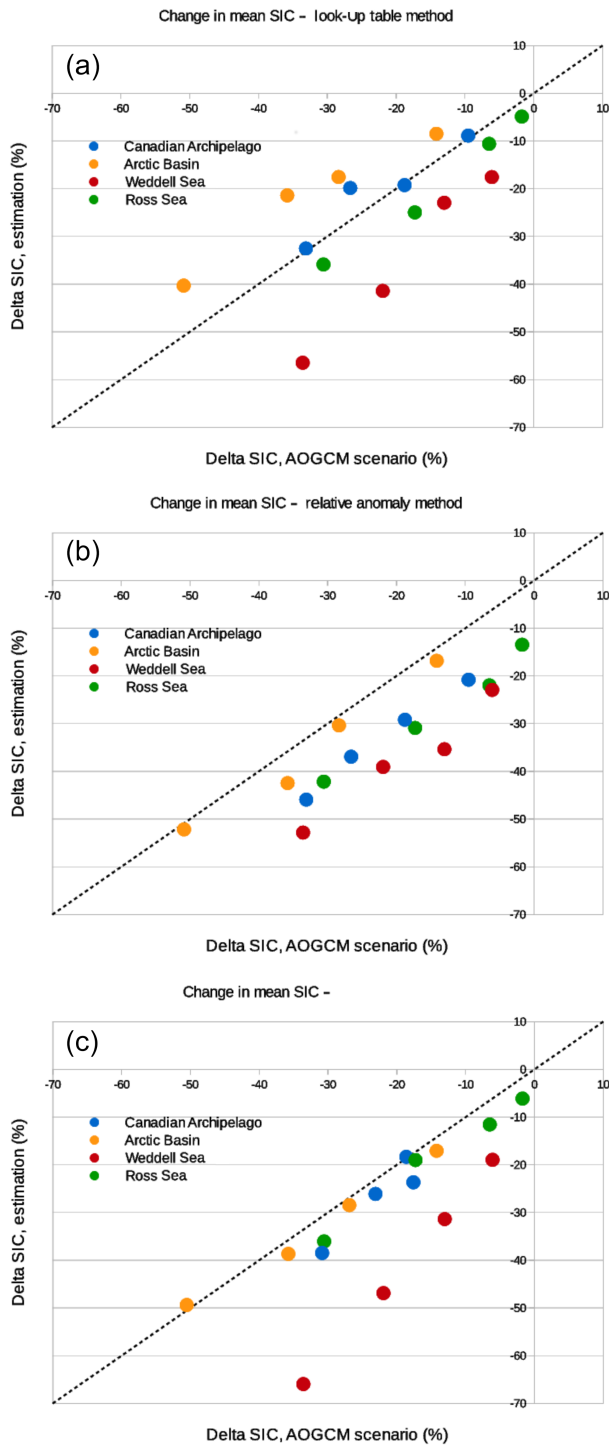 Change in mean SIC – look-up table method
(a)
-70 -60 -50 -40 -30 -20 -10 0 10
10
0
-10
-20
-30
-40
-50
-60
-70
Canadian Archipelago
Arctic Basin
Weddell Sea
Ross Sea
Delta SIC, estimation (%)
Delta SIC, AOGCM scenario (%)
Change in mean SIC – relative anomaly method
(b)
-70 -60 -50 -40 -30 -20 -10 0 10
10
0
-10
-20
-30
-40
-50
-60
-70
Canadian Archipelago
Arctic Basin
Weddell Sea
Ross Sea
Delta SIC, estimation (%)
Delta SIC, AOGCM scenario (%)
Change in mean SIC –
(c)
-70 -60 -50 -40 -30 -20 -10 0 10
10
0
-10
-20
-30
-40
-50
-60
-70
Canadian Archipelago
Arctic Basin
Weddell Sea
Ross Sea
Delta SIC, estimation (%)
Delta SIC, AOGCM scenario (%)